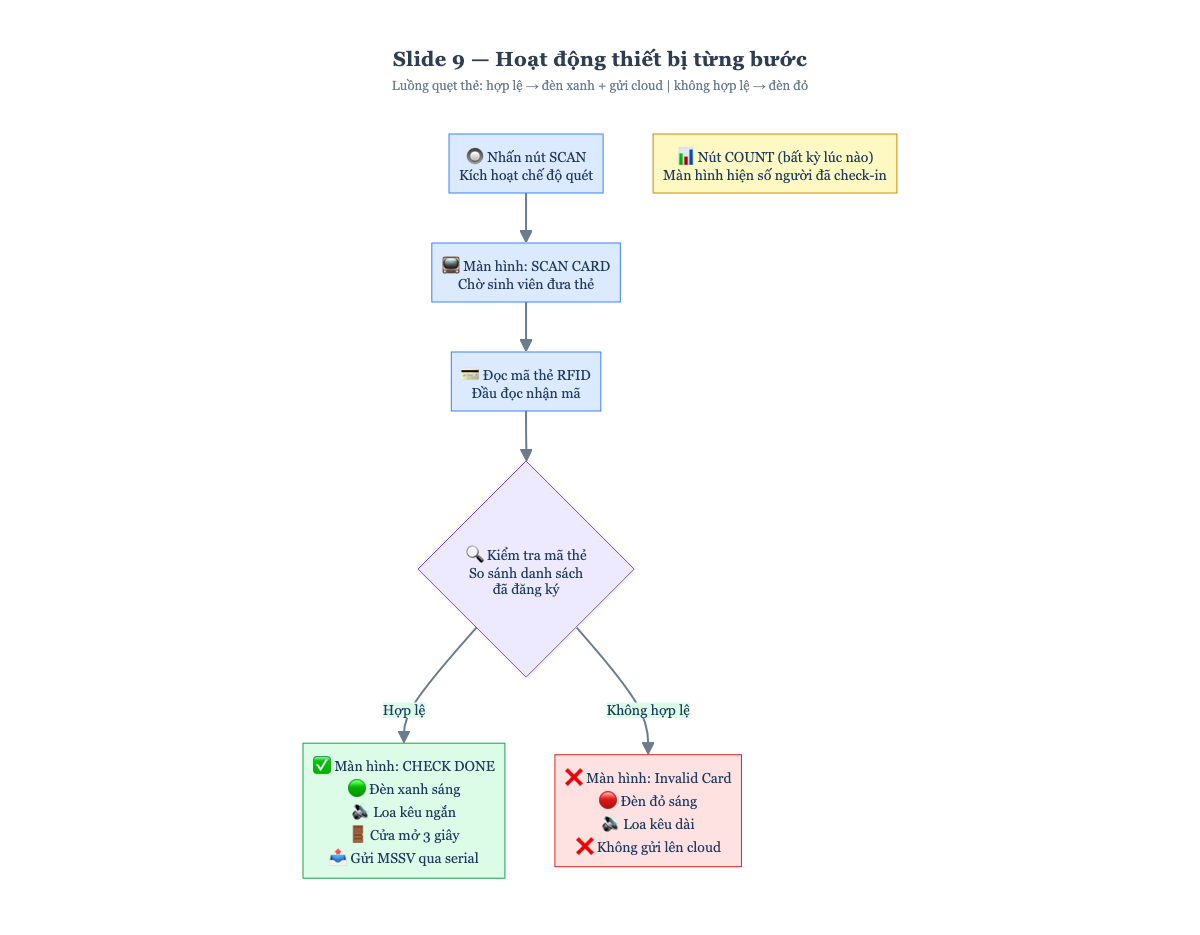 Slide 9 — Hoạt động thiết bị từng bước
Luồng quẹt thẻ: hợp lệ → đèn xanh + gửi cloud | không hợp lệ → đèn đỏ
🔘 Nhấn nút SCAN
Kích hoạt chế độ quét
📊 Nút COUNT (bất kỳ lúc nào)
Màn hình hiện số người đã check-in
📺 Màn hình: SCAN CARD
Chờ sinh viên đưa thẻ
💳 Đọc mã thẻ RFID
Đầu đọc nhận mã
🔍 Kiểm tra mã thẻ
So sánh danh sách
đã đăng ký
Hợp lệ
Không hợp lệ
✅ Màn hình: CHECK DONE
🟢 Đèn xanh sáng
🔈 Loa kêu ngắn
🚪 Cửa mở 3 giây
📤 Gửi MSSV qua serial
❌ Màn hình: Invalid Card
🔴 Đèn đỏ sáng
🔈 Loa kêu dài
❌ Không gửi lên cloud